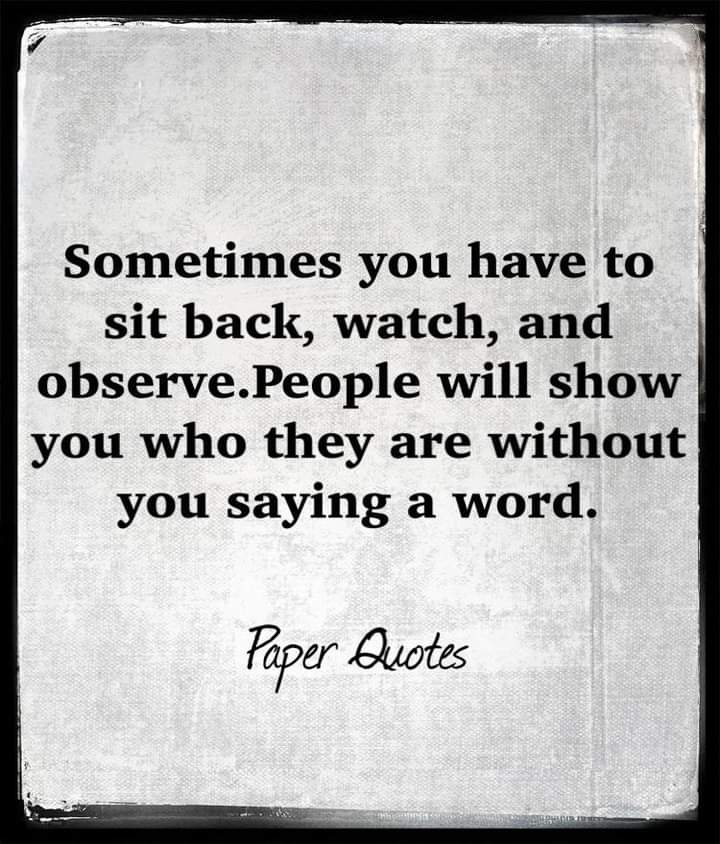 Sometimes you have to
sit back, watch, and
observe.People will show
you who they are without
you saying a word.
Paper Quotes